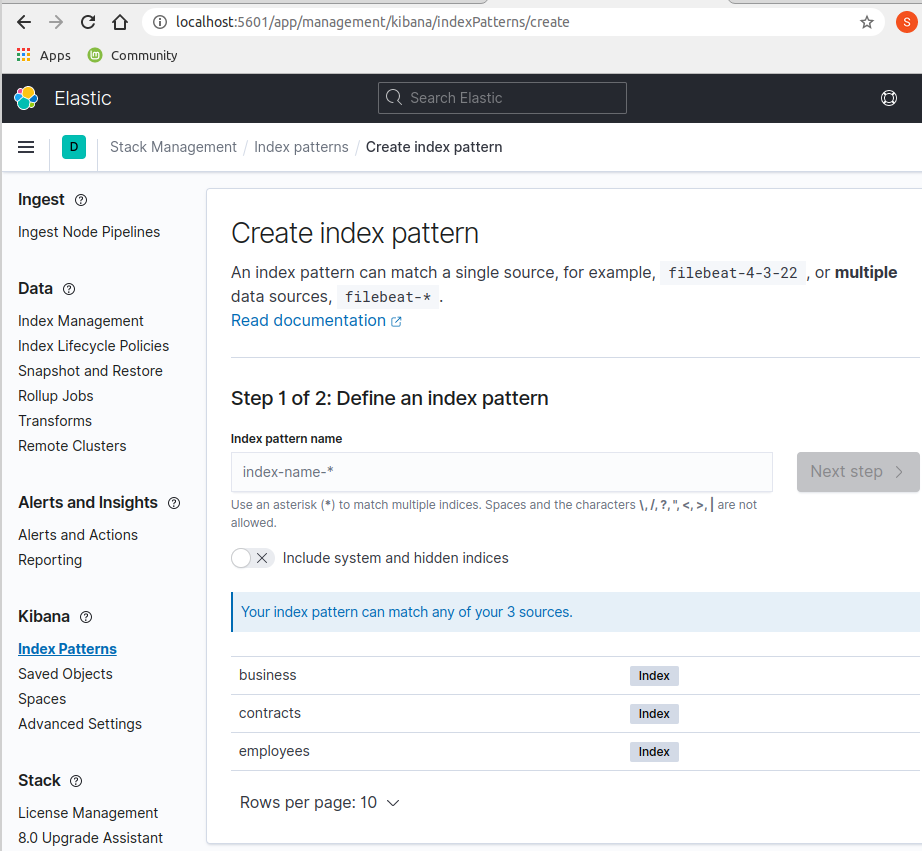 localhost:5601/app/management/kibana/indexPatterns/create
S
Apps
Community
Elastic
Search Elastic
D
Stack Management / Index patterns / Create index pattern
Ingest
Ingest Node Pipelines
Data
Index Management
Index Lifecycle Policies
Snapshot and Restore
Rollup Jobs
Transforms
Remote Clusters
Alerts and Insights
Alerts and Actions
Reporting
Kibana
Index Patterns
Saved Objects
Spaces
Advanced Settings
Stack
License Management
8.0 Upgrade Assistant
Create index pattern
An index pattern can match a single source, for example, filebeat-4-3-22 , or multiple
data sources, filebeat-* .
Read documentation
Step 1 of 2: Define an index pattern
Index pattern name
index-name-*
Next step
Use an asterisk (*) to match multiple indices. Spaces and the characters \, /, ?, ", <, >, | are not
allowed.
Include system and hidden indices
Your index pattern can match any of your 3 sources.
business Index
contracts Index
employees Index
Rows per page: 10